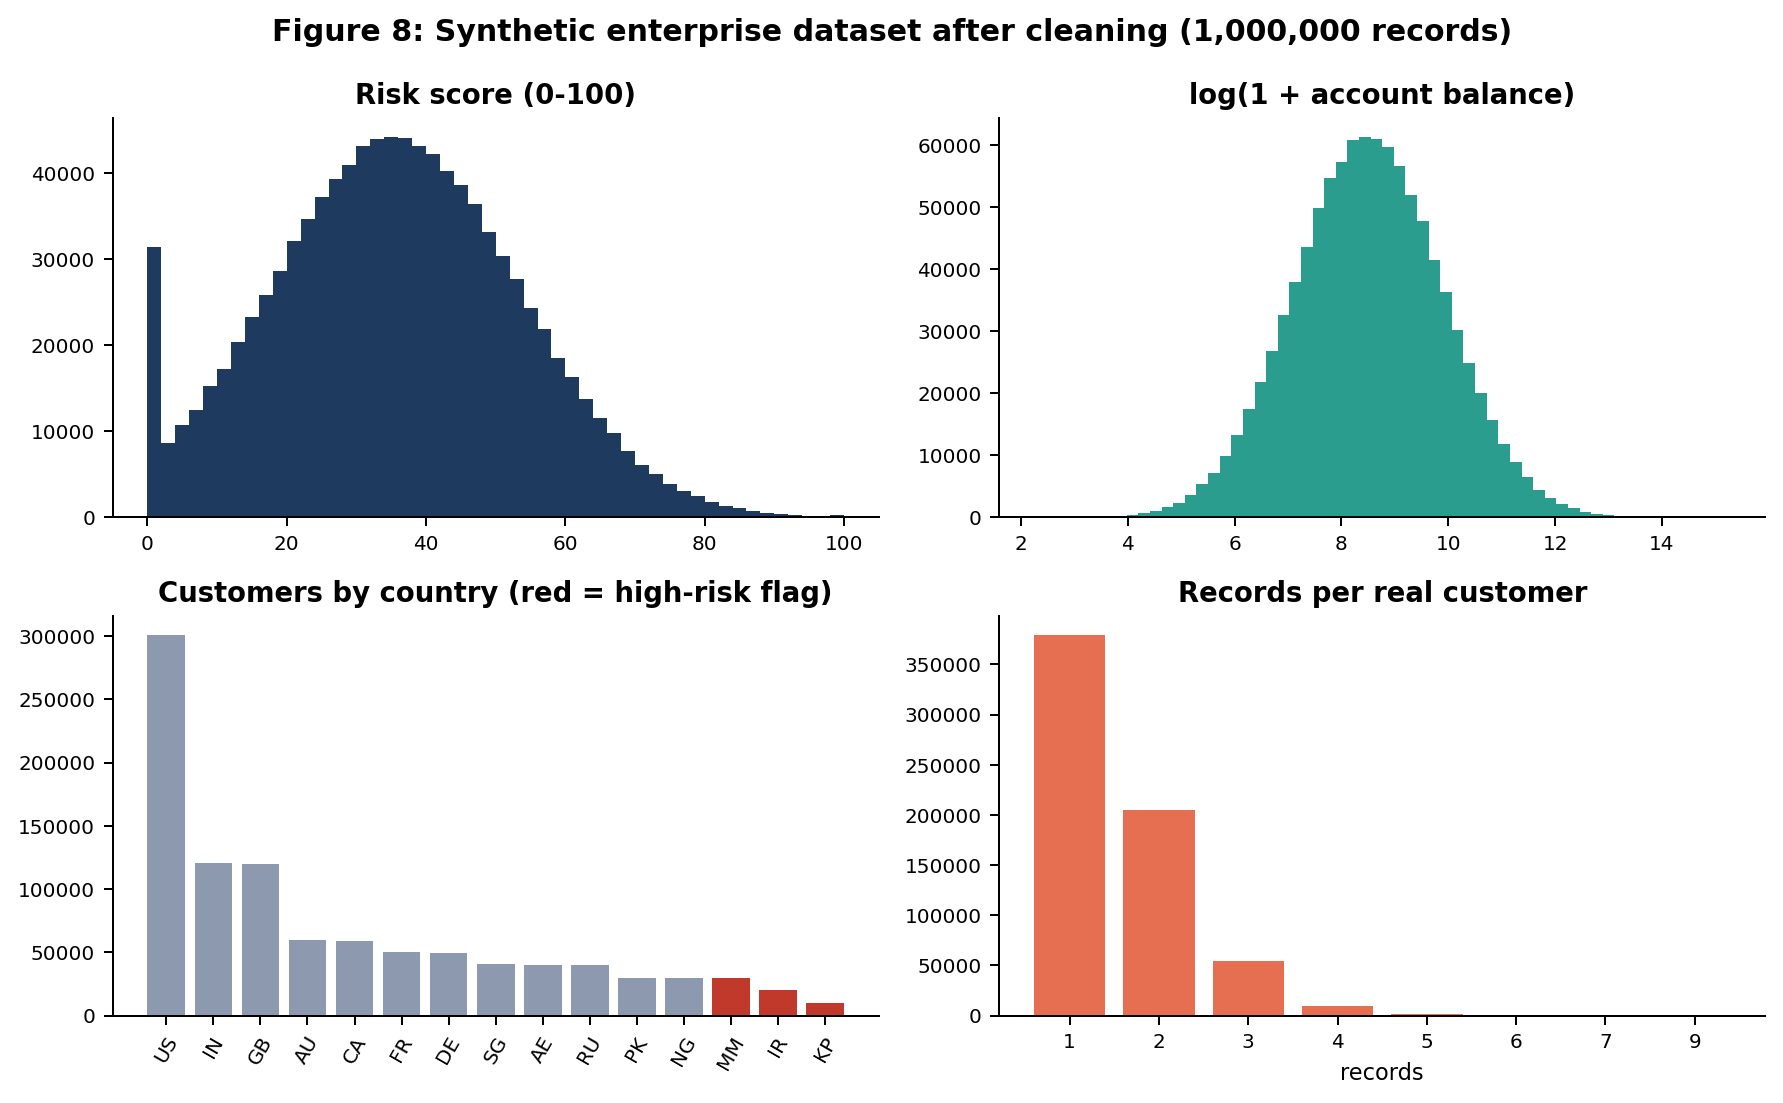 Figure 8: Synthetic enterprise dataset after cleaning (1,000,000 records)
Risk score (0-100)
40000
30000
20000
10000
0
0 20 40 60 80 100
log(1 + account balance)
60000
50000
40000
30000
20000
10000
0
2 4 6 8 10 12 14
Customers by country (red = high-risk flag)
300000
250000
200000
150000
100000
50000
0
US IN GB AU CA FR DE SG AE RU PK NG MM IR KP
Records per real customer
350000
300000
250000
200000
150000
100000
50000
0
1 2 3 4 5 6 7 9
records